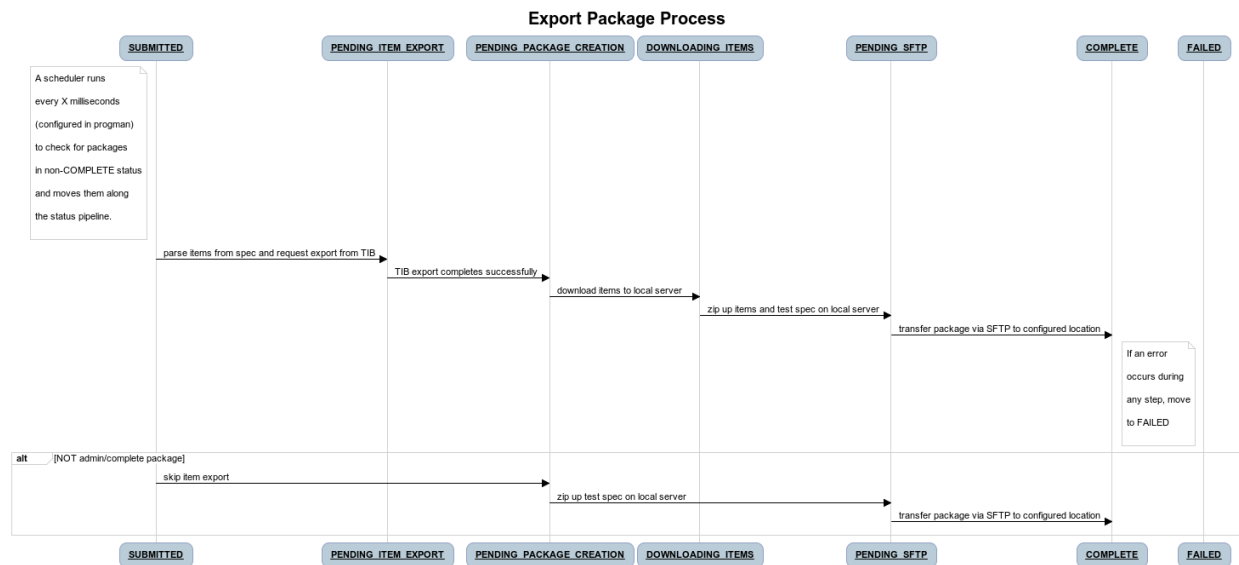 Export Package Process
SUBMITTED PENDING_ITEM_EXPORT PENDING_PACKAGE_CREATION DOWNLOADING_ITEMS PENDING_SFTP COMPLETE FAILED
A scheduler runs
every X milliseconds
(configured in progman)
to check for packages
in non-COMPLETE status
and moves them along
the status pipeline.
parse items from spec and request export from TIB
TIB export completes successfully
download items to local server
zip up items and test spec on local server
transfer package via SFTP to configured location
If an error
occurs during
any step, move
to FAILED
alt [NOT admin/complete package]
skip item export
zip up test spec on local server
transfer package via SFTP to configured location
SUBMITTED PENDING_ITEM_EXPORT PENDING_PACKAGE_CREATION DOWNLOADING_ITEMS PENDING_SFTP COMPLETE FAILED